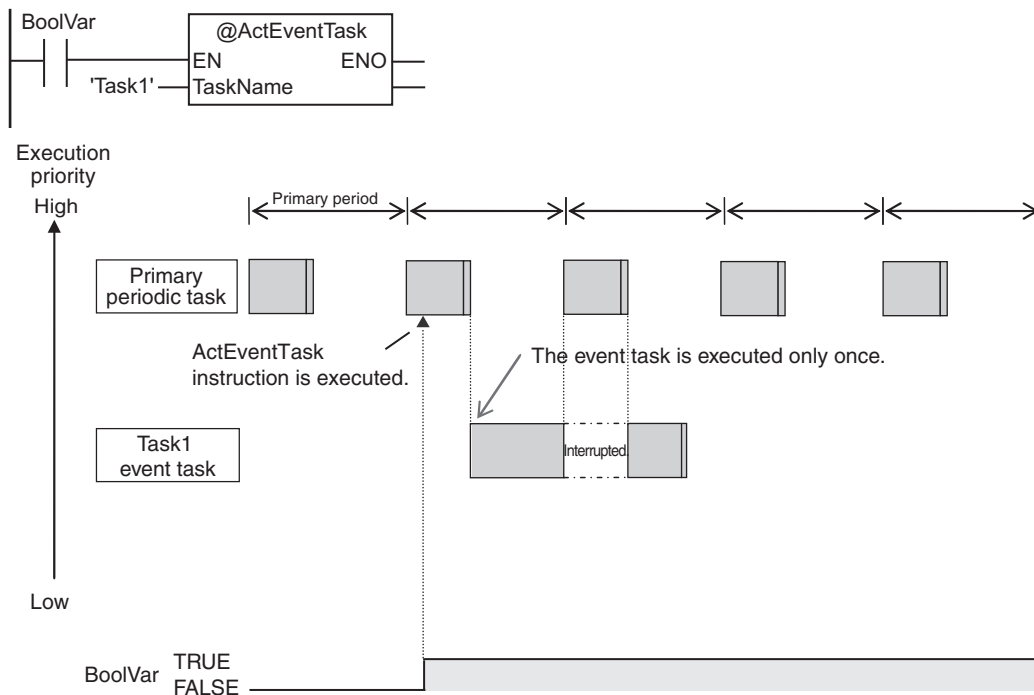 BoolVar
@ActEventTask
EN ENO
'Task1' TaskName
Execution
priority
High
Primary period
Primary
periodic task
ActEventTask
instruction is executed.
The event task is executed only once.
Task1
event task
Interrupted.
Low
BoolVar TRUE
FALSE